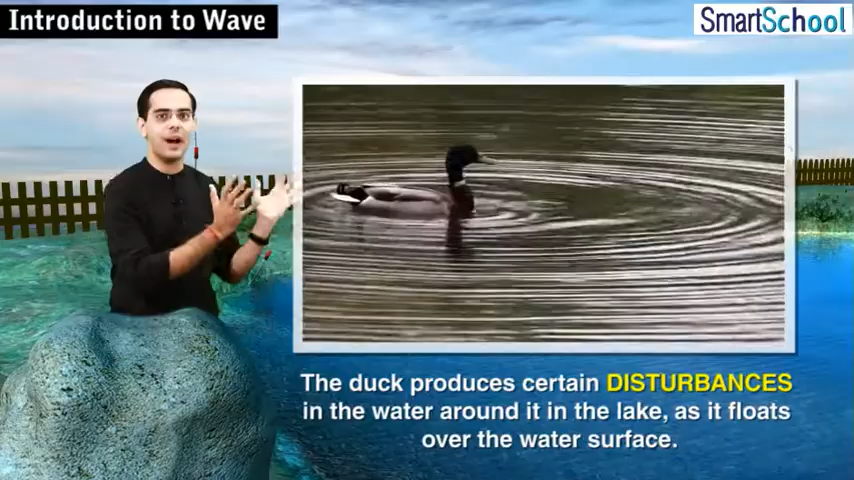 Introduction to Wave
SmartSchool
The duck produces certain DISTURBANCES
in the water around it in the lake, as it floats
over the water surface.